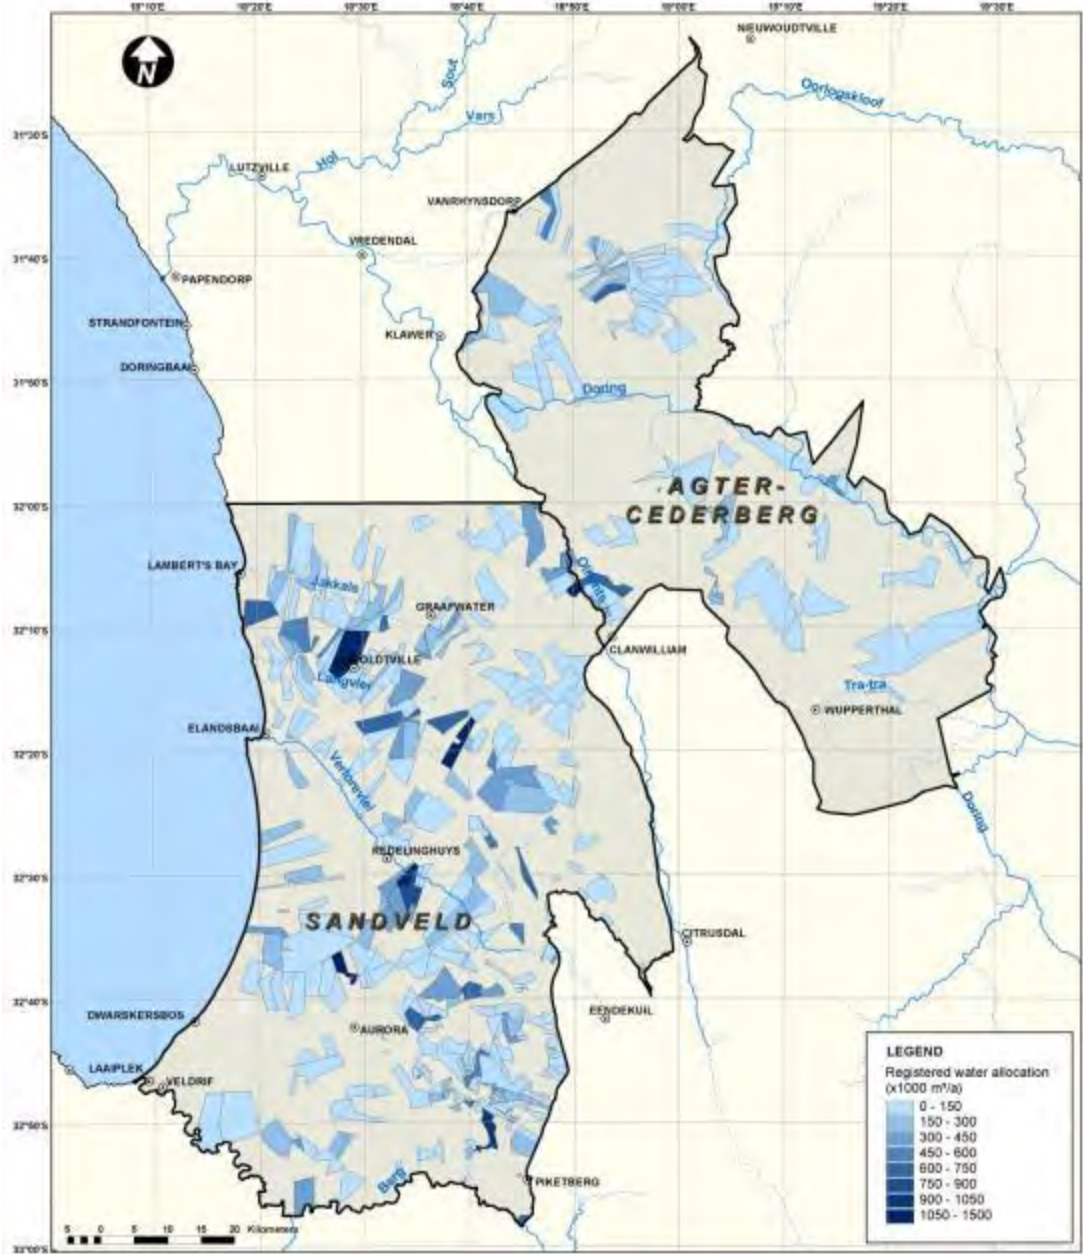 18°10'E 18°20'E 18°30'E 18°40'E 18°50'E 19°00'E 19°10'E 19°20'E 19°30'E
NIEUWOUDTVILLE
N
Sout
Oorlogskloof
Vars
31°30'S
Hol
LUTZVILLE
VANRHYNSDORP
VREDENDAL
31°40'S
PAPENDORP
STRANDFONTEIN
KLAWER
DORINGBAAI
31°50'S
Doring
AGTER-
CEDERBERG
32°00'S
LAMBERT'S BAY
Olifants
Jakkals
GRAAFWATER
32°10'S
CLANWILLIAM
Langvlei
Tra-tra
WUPPERTHAL
ELANDSBAAI
32°20'S
Verlorevlei
Doring
REDELINGHUYS
32°30'S
SANDVELD
CITRUSDAL
32°40'S
EENDEKUIL
DWARSKERSBOS
AURORA
LAAIPLEK
VELDRIF
32°50'S
Berg
PIKETBERG
LEGEND
Registered water allocation
(x1000 m³/a)
0 - 150
150 - 300
300 - 450
450 - 600
600 - 750
750 - 900
900 - 1050
1050 - 1500
5 0 5 10 15 20 Kilometers
33°00'S